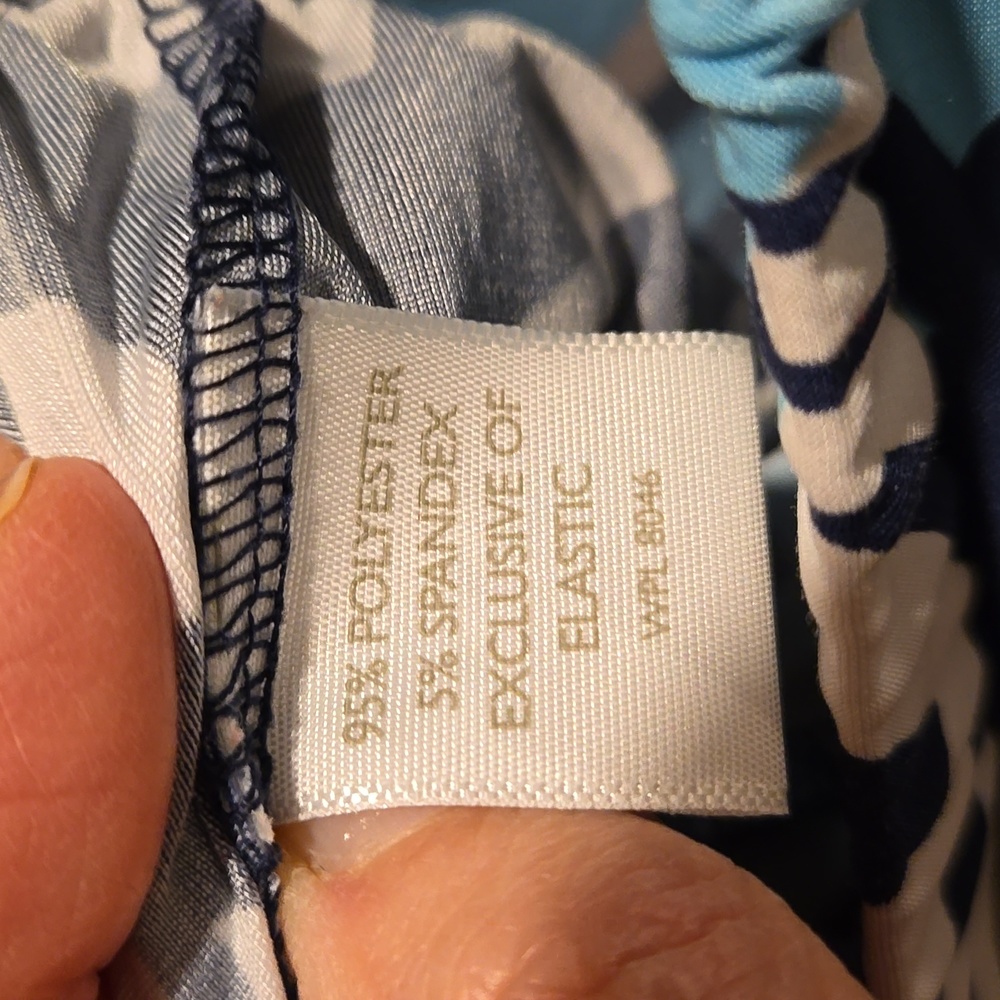 95% POLYESTER
5% SPANDEX
EXCLUSIVE OF
ELASTIC
WPL 8046